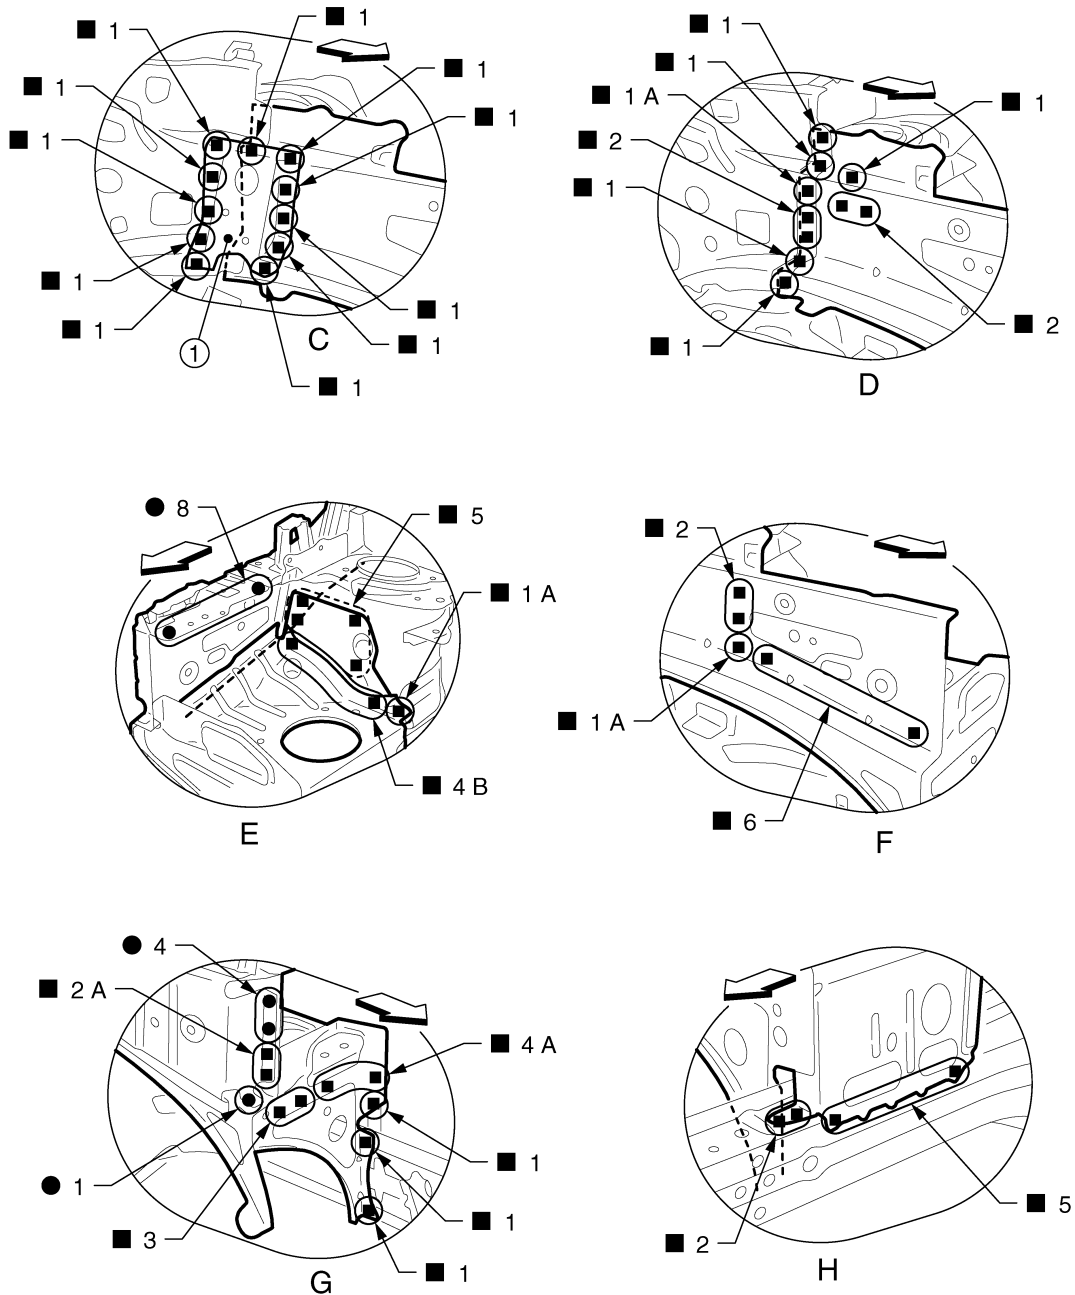 ■ 1
■ 1
■ 1
■ 1
■ 1
■ 1
■ 1
■ 1
■ 1
■ 1
■ 1
■ 1
1
C
■ 1
■ 1
■ 1 A
■ 2
■ 1
■ 1
■ 2
■ 1
D
● 8
■ 5
■ 1 A
■ 4 B
E
■ 2
■ 1 A
■ 6
F
● 4
■ 2 A
■ 4 A
■ 1
● 1
■ 1
■ 3
■ 1
G
■ 5
■ 2
H